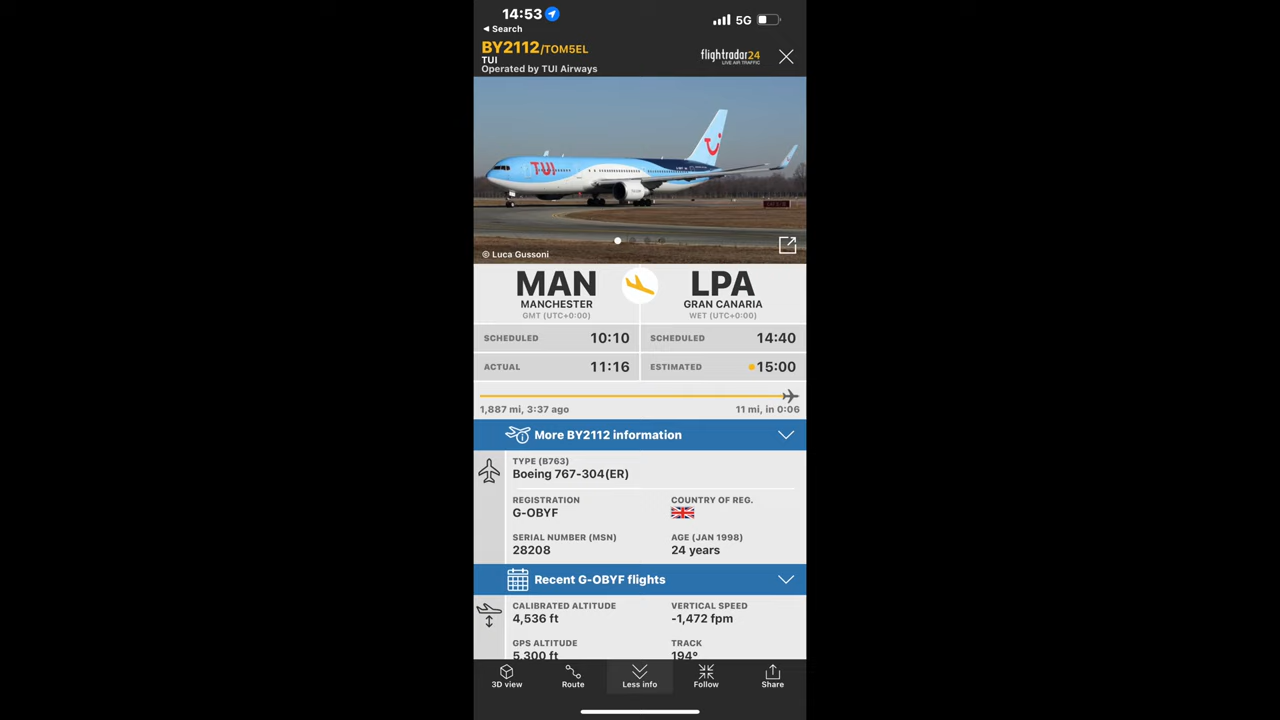 14:53
5G
◂ Search
BY2112/TOM5EL
TUI
Operated by TUI Airways
flightradar24
LIVE AIR TRAFFIC
TUI
© Luca Gussoni
MAN
MANCHESTER
GMT (UTC+0:00)
LPA
GRAN CANARIA
WET (UTC+0:00)
SCHEDULED 10:10
SCHEDULED 14:40
ACTUAL 11:16
ESTIMATED 15:00
1,887 mi, 3:37 ago
11 mi, in 0:06
More BY2112 information
TYPE (B763)
Boeing 767-304(ER)
REGISTRATION
G-OBYF
COUNTRY OF REG.
SERIAL NUMBER (MSN)
28208
AGE (JAN 1998)
24 years
Recent G-OBYF flights
CALIBRATED ALTITUDE
4,536 ft
VERTICAL SPEED
-1,472 fpm
GPS ALTITUDE
5,300 ft
TRACK
194°
3D view
Route
Less info
Follow
Share